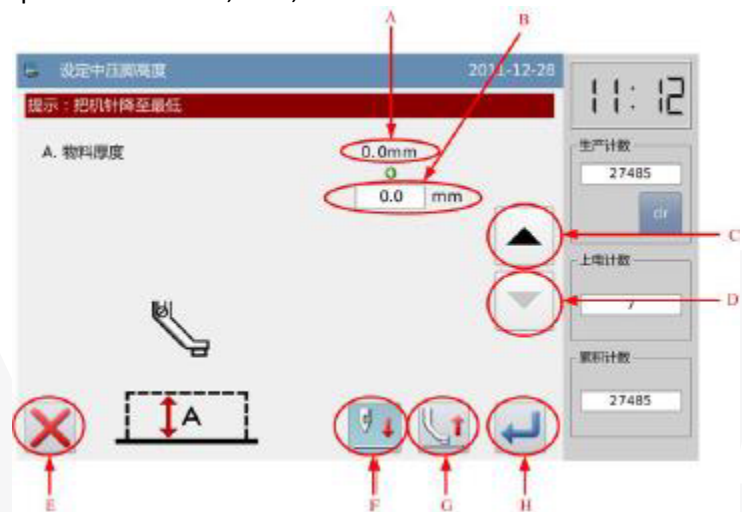 A B
设定中压脚高度 2011-12-28
提示：把机针降至最低
11:12
A. 物料厚度 0.0mm
0.0 mm
生产计数
27485
clr
C
上电计数
7
D
累积计数
27485
A
E F G H